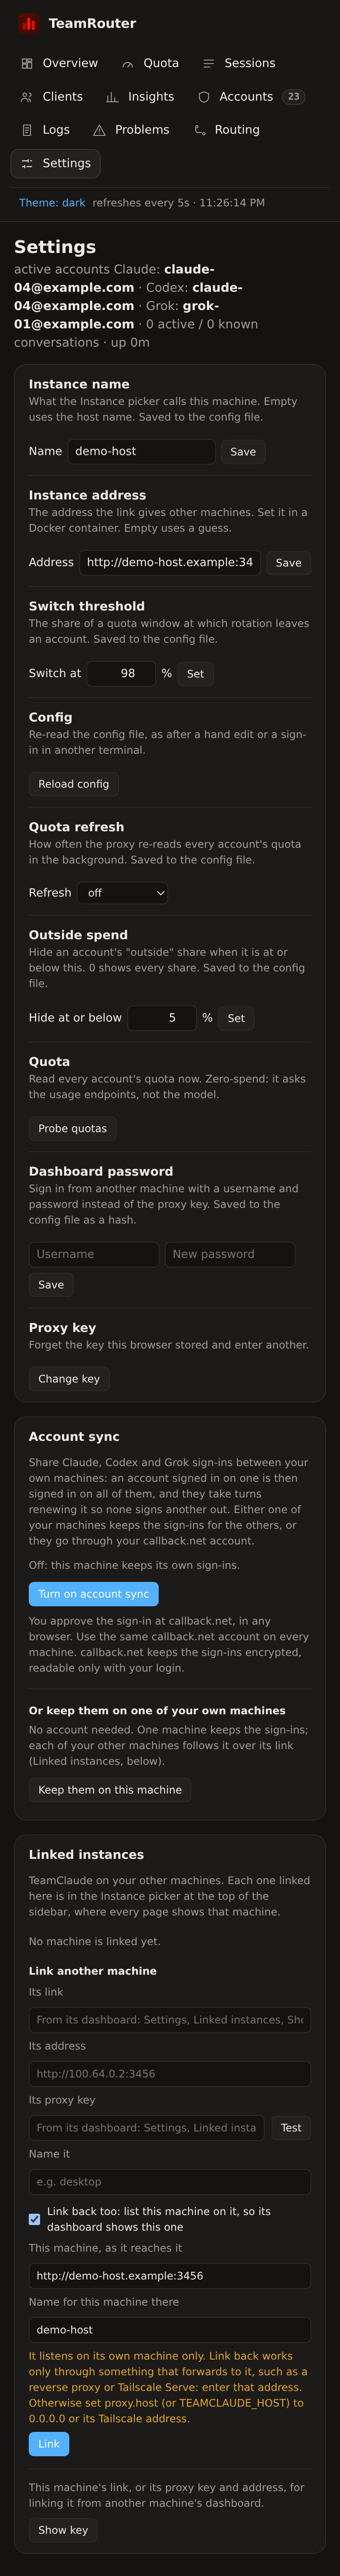 TeamRouter
Overview
Quota
Sessions
Clients
Insights
Accounts 23
Logs
Problems
Routing
Settings
Theme: dark refreshes every 5s · 11:26:14 PM
Settings
active accounts Claude: claude-
04@example.com · Codex: claude-
04@example.com · Grok: grok-
01@example.com · 0 active / 0 known
conversations · up 0m
Instance name
What the Instance picker calls this machine. Empty
uses the host name. Saved to the config file.
Name demo-host Save
Instance address
The address the link gives other machines. Set it in a
Docker container. Empty uses a guess.
Address http://demo-host.example:34 Save
Switch threshold
The share of a quota window at which rotation leaves
an account. Saved to the config file.
Switch at 98 % Set
Config
Re-read the config file, as after a hand edit or a sign-
in in another terminal.
Reload config
Quota refresh
How often the proxy re-reads every account's quota
in the background. Saved to the config file.
Refresh off
Outside spend
Hide an account's "outside" share when it is at or
below this. 0 shows every share. Saved to the config
file.
Hide at or below 5 % Set
Quota
Read every account's quota now. Zero-spend: it asks
the usage endpoints, not the model.
Probe quotas
Dashboard password
Sign in from another machine with a username and
password instead of the proxy key. Saved to the
config file as a hash.
Username New password
Save
Proxy key
Forget the key this browser stored and enter another.
Change key
Account sync
Share Claude, Codex and Grok sign-ins between your
own machines: an account signed in on one is then
signed in on all of them, and they take turns
renewing it so none signs another out. Either one of
your machines keeps the sign-ins for the others, or
they go through your callback.net account.
Off: this machine keeps its own sign-ins.
Turn on account sync
You approve the sign-in at callback.net, in any
browser. Use the same callback.net account on every
machine. callback.net keeps the sign-ins encrypted,
readable only with your login.
Or keep them on one of your own machines
No account needed. One machine keeps the sign-ins;
each of your other machines follows it over its link
(Linked instances, below).
Keep them on this machine
Linked instances
TeamClaude on your other machines. Each one linked
here is in the Instance picker at the top of the
sidebar, where every page shows that machine.
No machine is linked yet.
Link another machine
Its link
From its dashboard: Settings, Linked instances, Sho
Its address
http://100.64.0.2:3456
Its proxy key
From its dashboard: Settings, Linked insta Test
Name it
e.g. desktop
Link back too: list this machine on it, so its
dashboard shows this one
This machine, as it reaches it
http://demo-host.example:3456
Name for this machine there
demo-host
It listens on its own machine only. Link back works
only through something that forwards to it, such as a
reverse proxy or Tailscale Serve: enter that address.
Otherwise set proxy.host (or TEAMCLAUDE_HOST) to
0.0.0.0 or its Tailscale address.
Link
This machine's link, or its proxy key and address, for
linking it from another machine's dashboard.
Show key